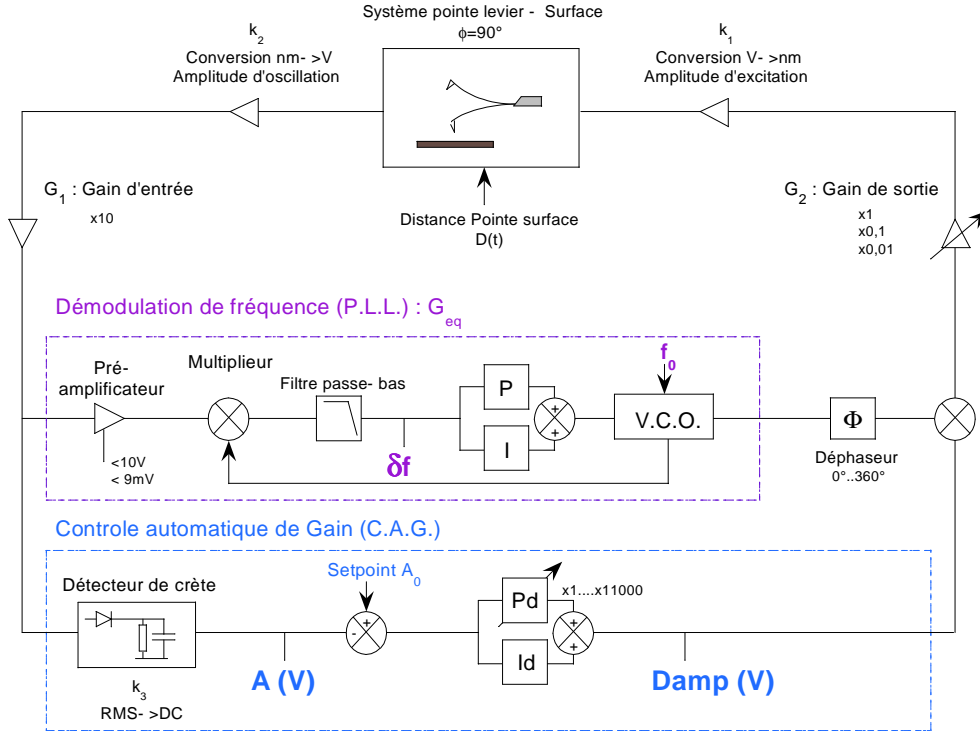 Système pointe levier - Surface
ϕ=90°
k2
Conversion nm- >V
Amplitude d'oscillation
k1
Conversion V- >nm
Amplitude d'excitation
G1 : Gain d'entrée
x10
Distance Pointe surface
D(t)
G2 : Gain de sortie
x1
x0,1
x0,01
Démodulation de fréquence (P.L.L.) : Geq
Pré-
amplificateur
Multiplieur
Filtre passe- bas
P
I
+
+
f0
V.C.O.
Φ
Déphaseur
0°..360°
<10V
< 9mV
δf
Controle automatique de Gain (C.A.G.)
Détecteur de crète
Setpoint A0
+
-
Pd
Id
x1....x11000
+
+
A (V)
Damp (V)
k3
RMS- >DC